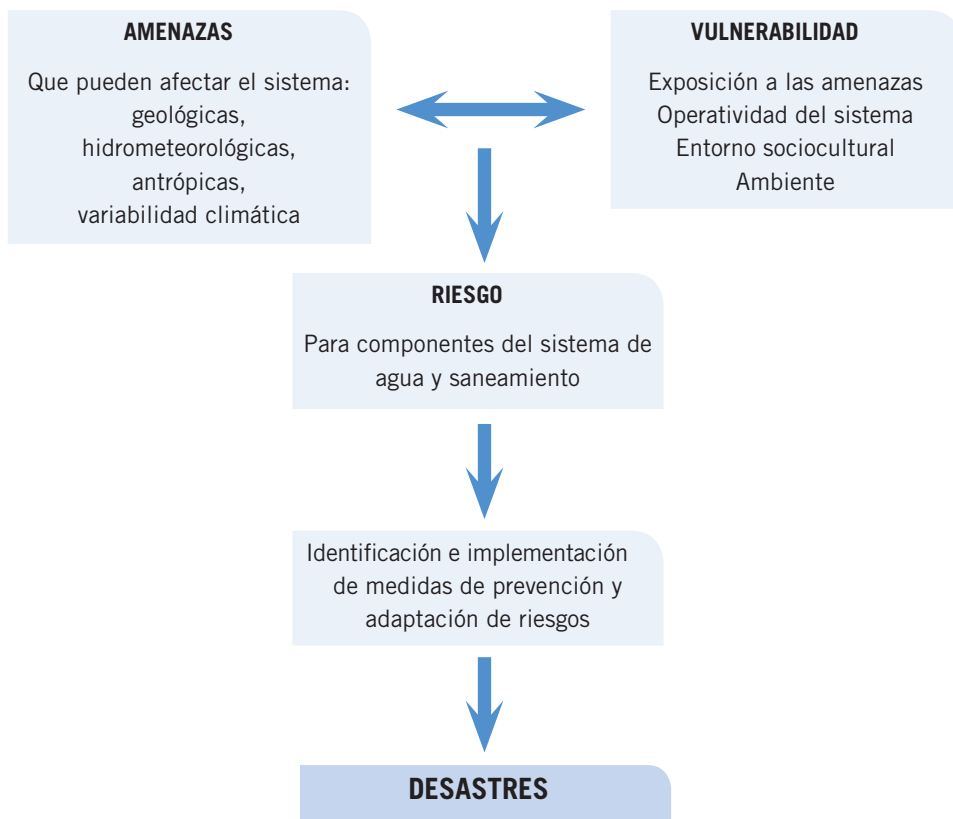 AMENAZAS
Que pueden afectar el sistema:
geológicas,
hidrometeorológicas,
antrópicas,
variabilidad climática
VULNERABILIDAD
Exposición a las amenazas
Operatividad del sistema
Entorno sociocultural
Ambiente
RIESGO
Para componentes del sistema de
agua y saneamiento
Identificación e implementación
de medidas de prevención y
adaptación de riesgos
DESASTRES